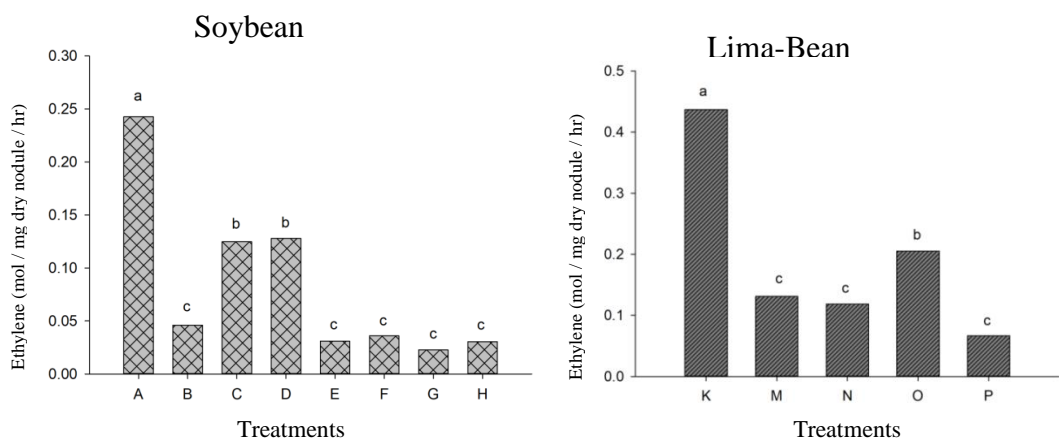 Soybean
Ethylene (mol / mg dry nodule / hr)
0.30
0.25
0.20
0.15
0.10
0.05
0.00
a
c
b
b
c
c
c
c
A B C D E F G H
Treatments
Lima-Bean
Ethylene (mol / mg dry nodule / hr)
0.5
0.4
0.3
0.2
0.1
0.0
a
c
c
b
c
K M N O P
Treatments